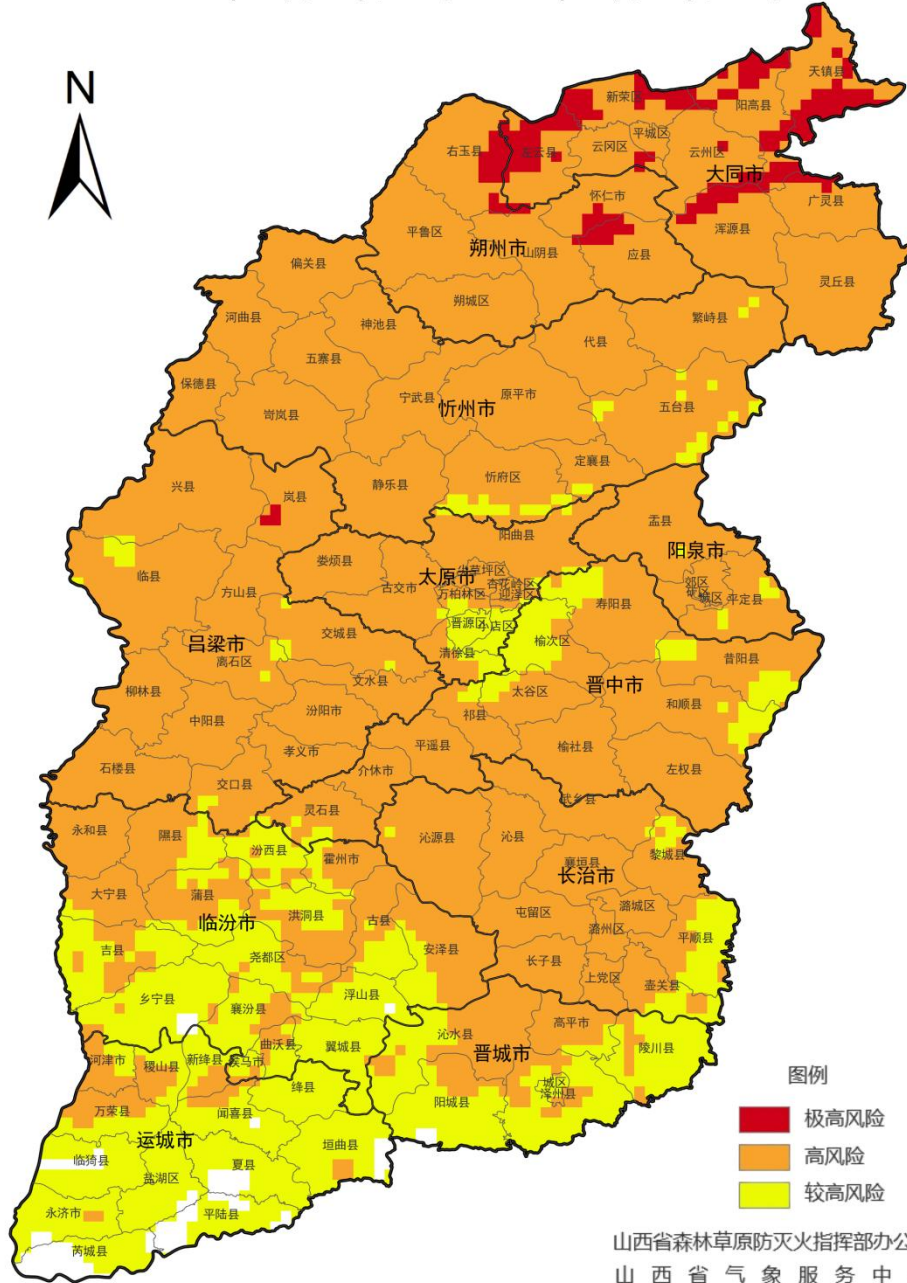 N
天镇县
新荣区
阳高县
平城区
右玉县
左云县
云冈区
云州区
大同市
怀仁市
广灵县
平鲁区
朔州市
山阴县
应县
浑源县
偏关县
灵丘县
朔城区
河曲县
神池县
繁峙县
代县
五寨县
保德县
宁武县
原平市
忻州市
五台县
岢岚县
定襄县
兴县
岚县
静乐县
忻府区
盂县
阳曲县
阳泉市
临县
娄烦县
太原市
尖草坪区
古交市
杏花岭区
万柏林区
迎泽区
郊区
矿区
城区
平定县
方山县
寿阳县
晋源区
小店区
吕梁市
交城县
榆次区
离石区
清徐县
昔阳县
文水县
晋中市
柳林县
太谷区
和顺县
中阳县
汾阳市
祁县
孝义市
平遥县
榆社县
石楼县
介休市
左权县
交口县
武乡县
灵石县
永和县
隰县
沁源县
沁县
汾西县
霍州市
襄垣县
黎城县
长治市
大宁县
蒲县
临汾市
洪洞县
古县
屯留区
潞城区
潞州区
平顺县
吉县
尧都区
安泽县
长子县
上党区
壶关县
乡宁县
襄汾县
浮山县
沁水县
高平市
晋城市
陵川县
河津市
稷山县
新绛县
侯马市
曲沃县
翼城县
城区
泽州县
图例
绛县
阳城县
万荣县
闻喜县
运城市
垣曲县
极高风险
临猗县
盐湖区
夏县
高风险
永济市
平陆县
较高风险
芮城县
山西省森林草原防灭火指挥部办公
山西省气象服务中